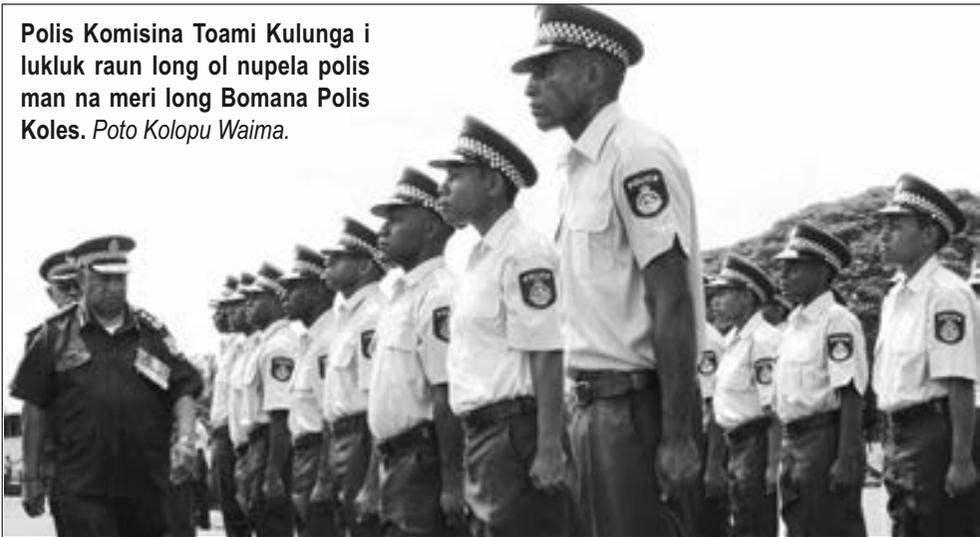 Polis Komisina Toami Kulunga i
lukluk raun long ol nupela polis
man na meri long Bomana Polis
Koles. Poto Kolopu Waima.